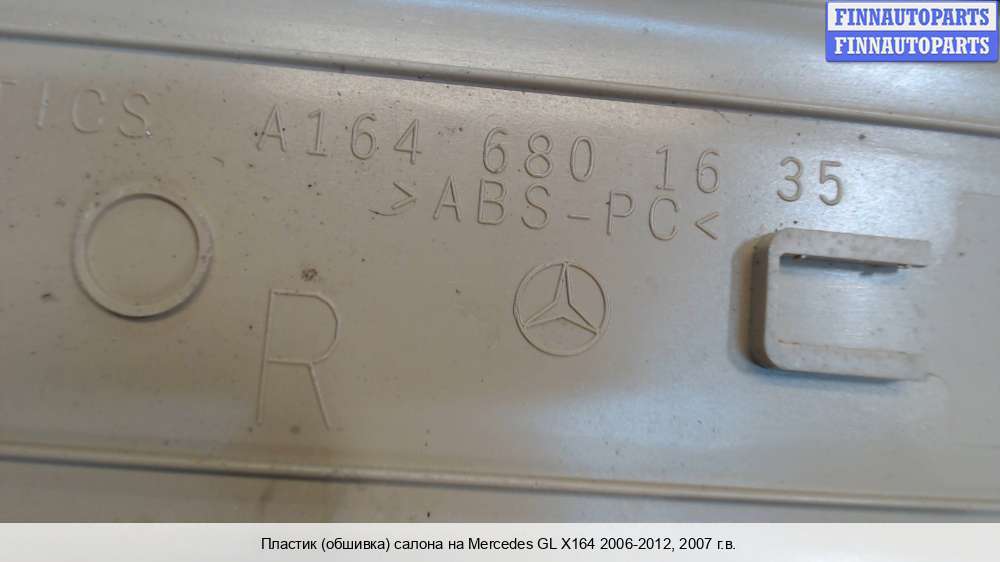 FINNAUTOPARTS
FINNAUTOPARTS
TICS A164 680 16 35
>ABS-PC<
R
Пластик (обшивка) салона на Mercedes GL X164 2006-2012, 2007 г.в.